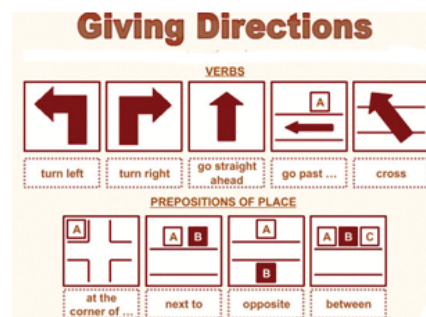 Giving Directions
VERBS
A
turn left
turn right
go straight
ahead
go past ...
cross
PREPOSITIONS OF PLACE
A
A B
A
B
A B C
at the
corner of ...
next to
opposite
between